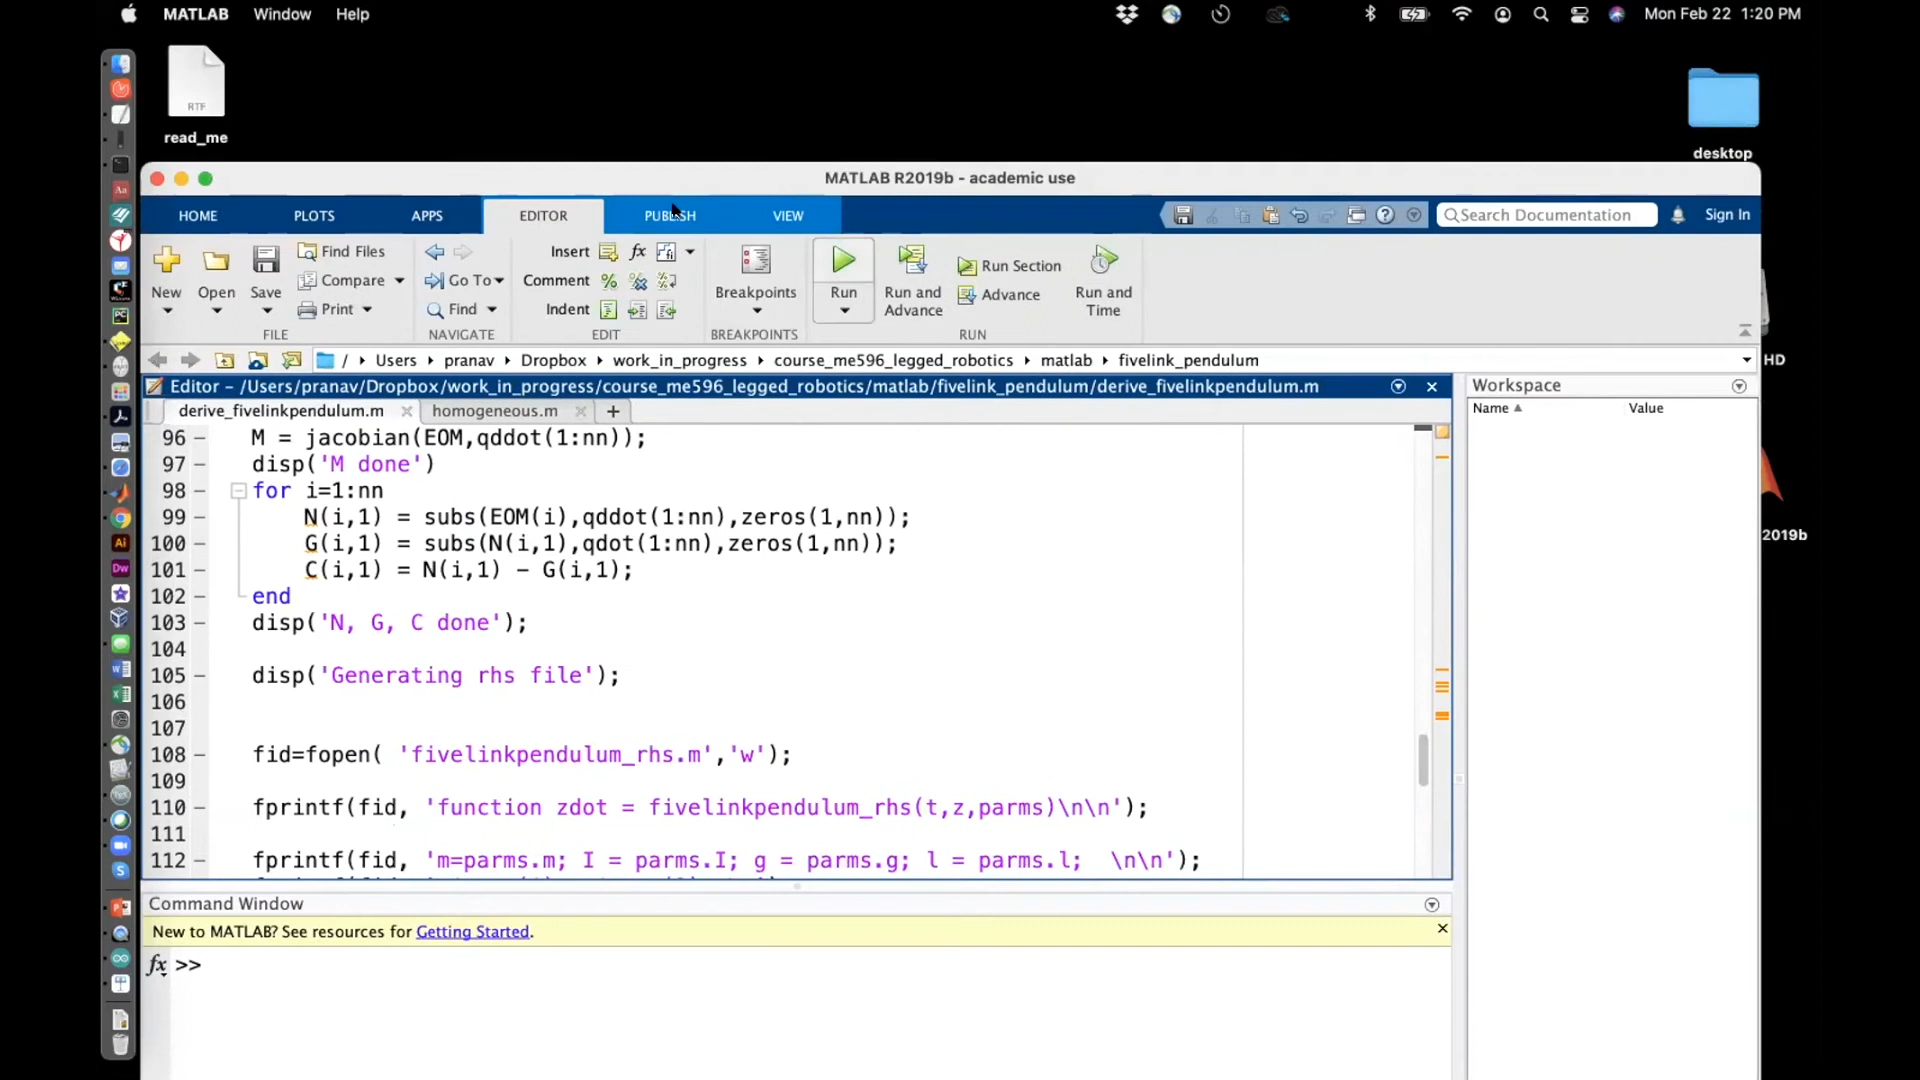 MATLAB Window Help
Mon Feb 22 1:20 PM
RTF
read_me
desktop
MATLAB R2019b - academic use
HOME PLOTS APPS EDITOR PUBLISH VIEW
Search Documentation Sign In
Find Files Insert fx
Compare Go To Comment Run Section
New Open Save Breakpoints Run Run and Advance Advance Run and Time
Print Find Indent
FILE NAVIGATE EDIT BREAKPOINTS RUN
/ Users pranav Dropbox work_in_progress course_me596_legged_robotics matlab fivelink_pendulum
HD
Editor - /Users/pranav/Dropbox/work_in_progress/course_me596_legged_robotics/matlab/fivelink_pendulum/derive_fivelinkpendulum.m
Workspace
derive_fivelinkpendulum.m homogeneous.m
Name Value
96 - M = jacobian(EOM,qddot(1:nn));
97 - disp('M done')
98 - for i=1:nn
99 - N(i,1) = subs(EOM(i),qddot(1:nn),zeros(1,nn));
100 - G(i,1) = subs(N(i,1),qdot(1:nn),zeros(1,nn));
2019b
101 - C(i,1) = N(i,1) - G(i,1);
102 - end
103 - disp('N, G, C done');
104
105 - disp('Generating rhs file');
106
107
108 - fid=fopen( 'fivelinkpendulum_rhs.m','w');
109
110 - fprintf(fid, 'function zdot = fivelinkpendulum_rhs(t,z,parms)\n\n');
111
112 - fprintf(fid, 'm=parms.m; I = parms.I; g = parms.g; l = parms.l;  \n\n');
Command Window
New to MATLAB? See resources for Getting Started.
fx >>
Aa
PC
Ai
Dw